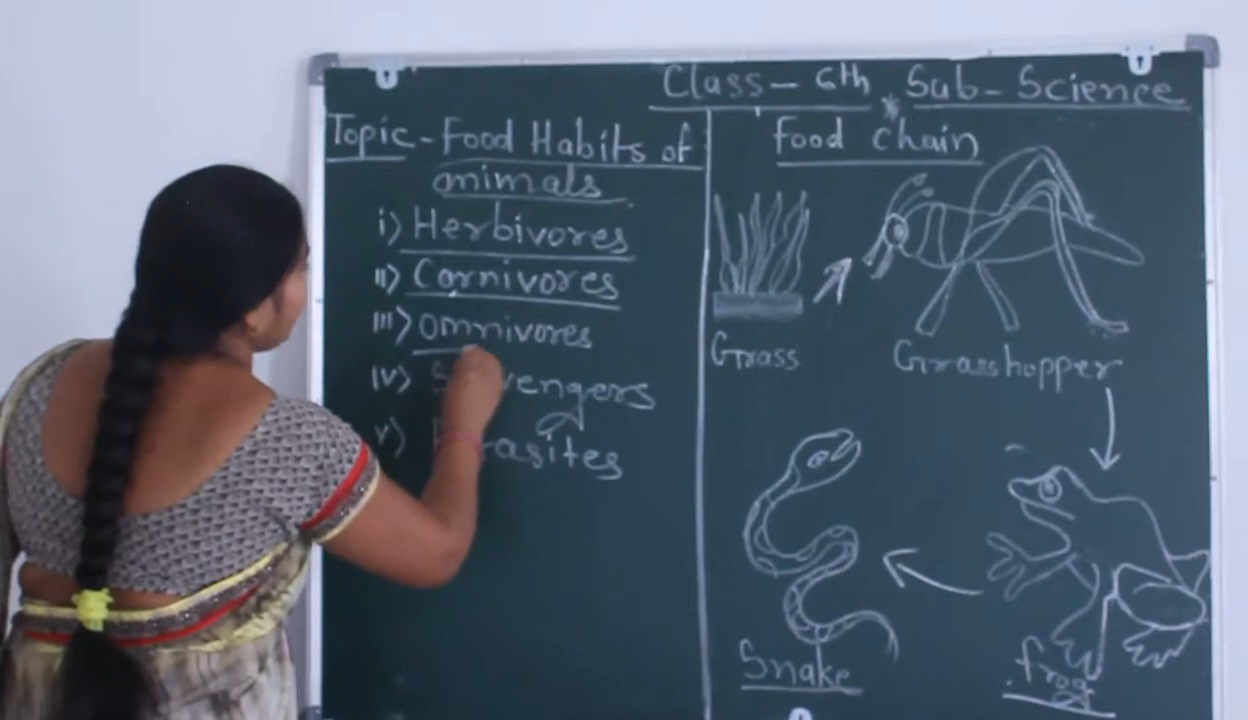 Class - 6th Sub - Science
Topic - Food Habits of
animals
i) Herbivores
ii) Carnivores
iii) omnivores
iv) Scavengers
v) Parasites
Food chain
Grass
Grasshopper
Snake
frog